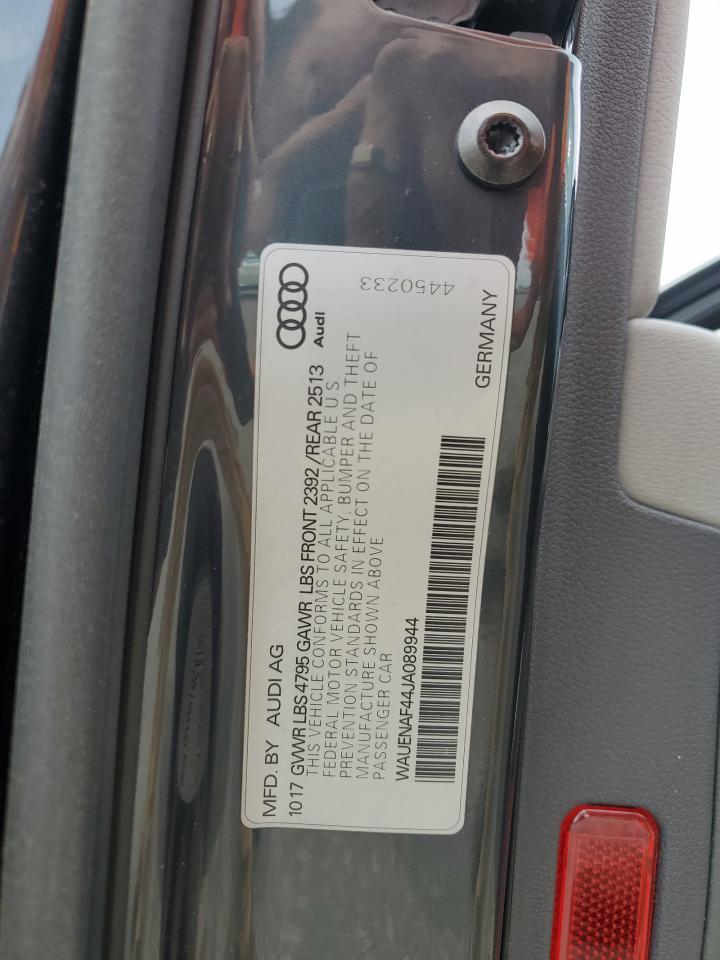 MFD. BY AUDI AG
Audi
10 17 GVWR LBS 4795 GAWR LBS FRONT 2392 / REAR 2513
THIS VEHICLE CONFORMS TO ALL APPLICABLE U.S.
FEDERAL MOTOR VEHICLE SAFETY, BUMPER AND THEFT
PREVENTION STANDARDS IN EFFECT ON THE DATE OF
MANUFACTURE SHOWN ABOVE
PASSENGER CAR
4450233
WAUENAF44JA089944
GERMANY